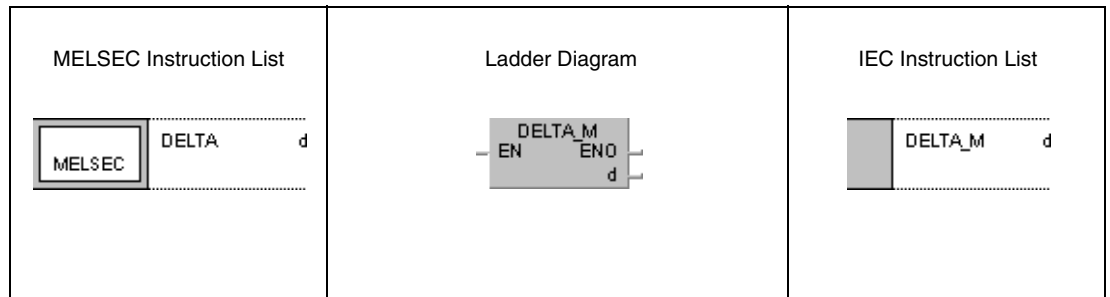 MELSEC Instruction List
MELSEC
DELTA d
Ladder Diagram
DELTA_M
EN ENO
d
IEC Instruction List
DELTA_M d